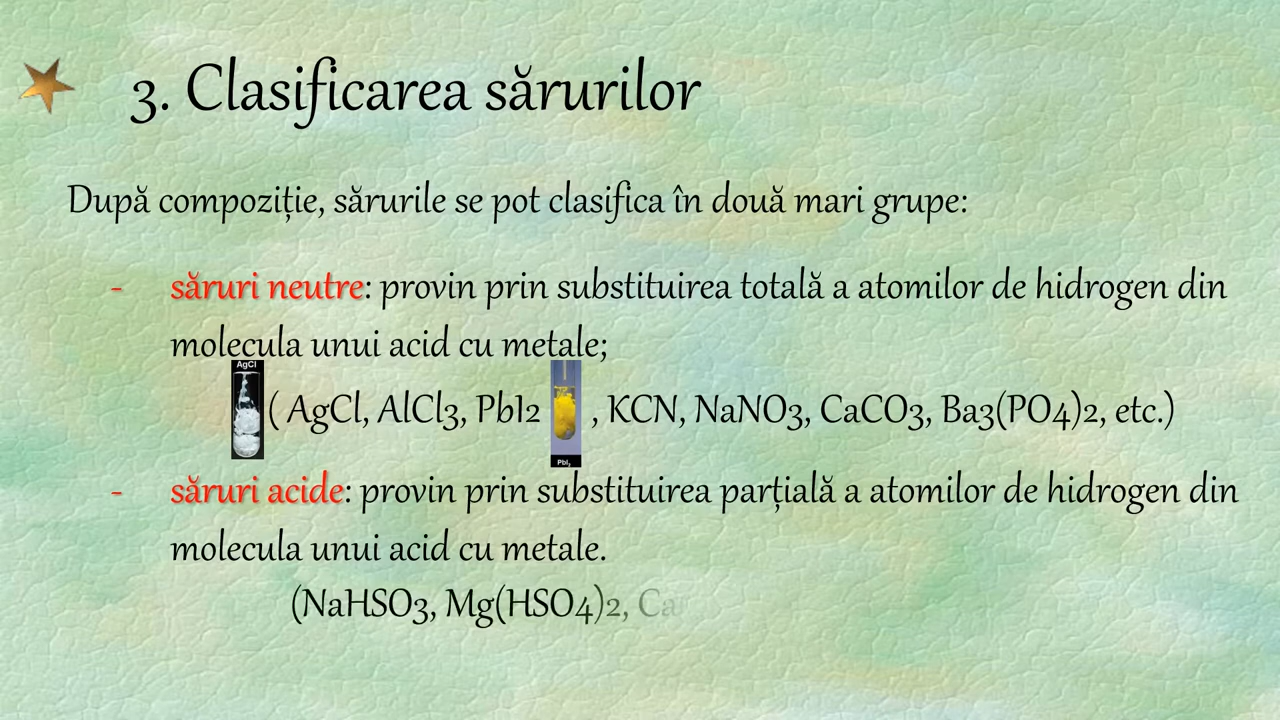 3. Clasificarea sărurilor
După compoziție, sărurile se pot clasifica în două mari grupe:
- săruri neutre: provin prin substituirea totală a atomilor de hidrogen din
molecula unui acid cu metale;
AgCl
( AgCl, AlCl3, PbI2 , KCN, NaNO3, CaCO3, Ba3(PO4)2, etc.)
PbI2
- săruri acide: provin prin substituirea parțială a atomilor de hidrogen din
molecula unui acid cu metale.
(NaHSO3, Mg(HSO4)2, Ca